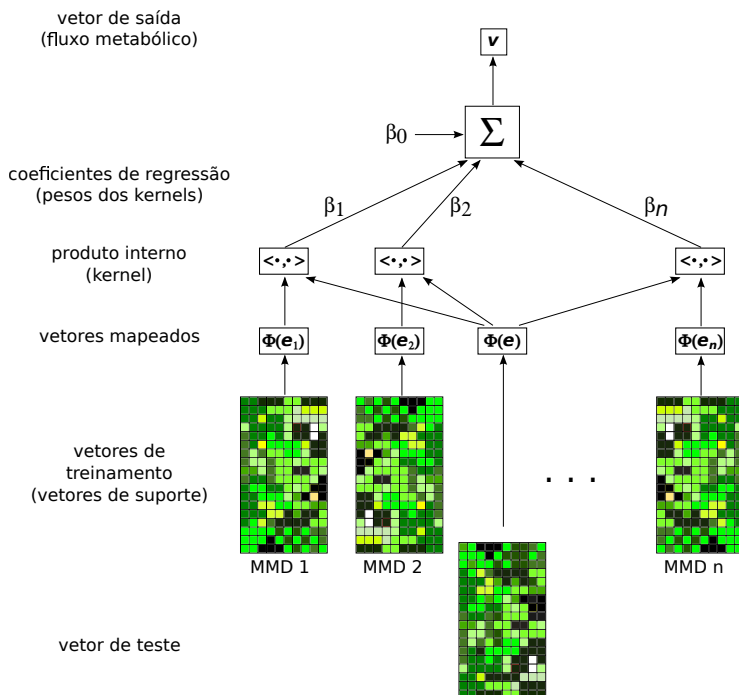 vetor de saída
(fluxo metabólico)
v
β0
Σ
coeficientes de regressão
(pesos dos kernels)
β1
β2
βn
produto interno
(kernel)
<•,•>
<•,•>
<•,•>
vetores mapeados
Φ(e1)
Φ(e2)
Φ(e)
Φ(en)
vetores de
treinamento
(vetores de suporte)
. . .
MMD 1
MMD 2
MMD n
vetor de teste